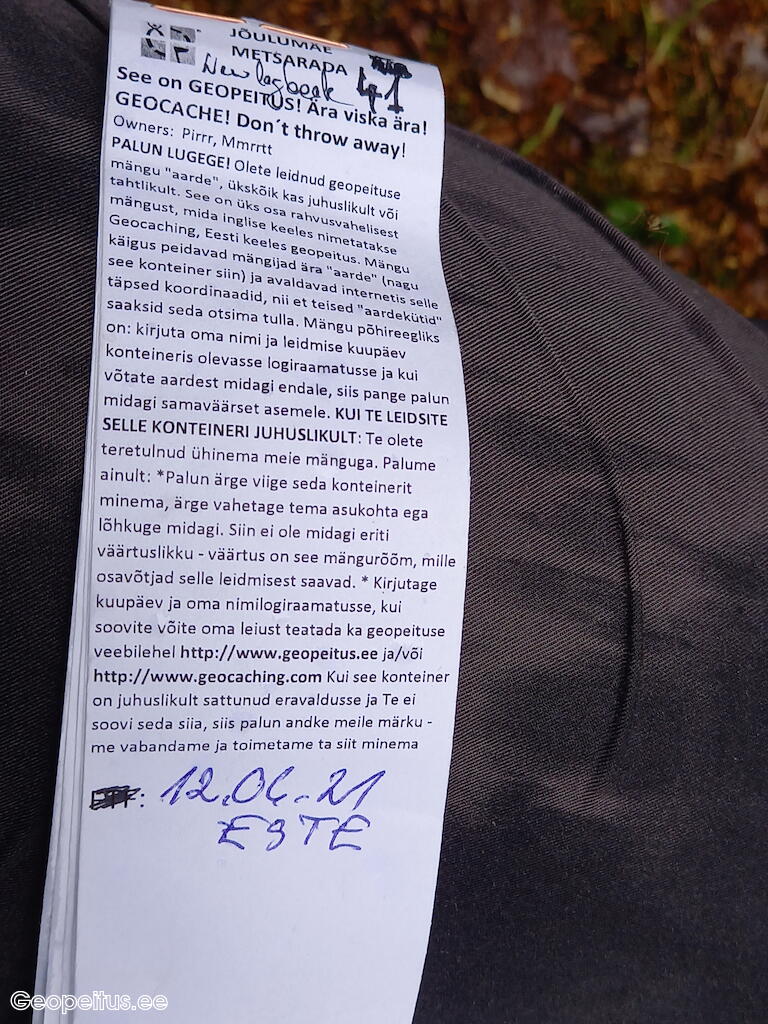 JÕULUMÄE
METSARADA
41
New logbook
See on GEOPEITUS! Ära viska ära!
GEOCACHE! Don´t throw away!
Owners: Pirrr, Mmrrtt
PALUN LUGEGE! Olete leidnud geopeituse
mängu "aarde", ükskõik kas juhuslikult või
tahtlikult. See on üks osa rahvusvahelisest
mängust, mida inglise keeles nimetatakse
Geocaching, Eesti keeles geopeitus. Mängu
käigus peidavad mängijad ära "aarde" (nagu
see konteiner siin) ja avaldavad internetis selle
täpsed koordinaadid, nii et teised "aardekütid"
saaksid seda otsima tulla. Mängu põhireegliks
on: kirjuta oma nimi ja leidmise kuupäev
konteineris olevasse logiraamatusse ja kui
võtate aardest midagi endale, siis pange palun
midagi samaväärset asemele. KUI TE LEIDSITE
SELLE KONTEINERI JUHUSLIKULT: Te olete
teretulnud ühinema meie mänguga. Palume
ainult: *Palun ärge viige seda konteinerit
minema, ärge vahetage tema asukohta ega
lõhkuge midagi. Siin ei ole midagi eriti
väärtuslikku - väärtus on see mängurõõm, mille
osavõtjad selle leidmisest saavad. * Kirjutage
kuupäev ja oma nimilogiraamatusse, kui
soovite võite oma leiust teatada ka geopeituse
veebilehel http://www.geopeitus.ee ja/või
http://www.geocaching.com Kui see konteiner
on juhuslikult sattunud eravaldusse ja Te ei
soovi seda siia, siis palun andke meile märku -
me vabandame ja toimetame ta siit minema
: 12.04.21
Geopeitus.ee